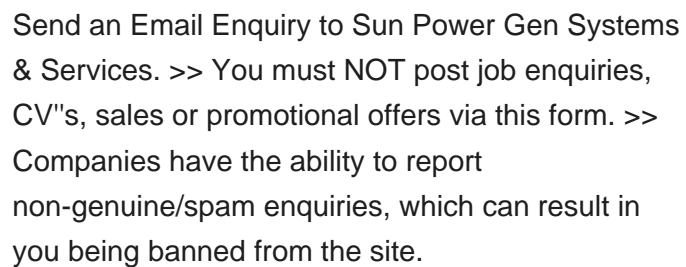 Send an Email Enquiry to Sun Power Gen Systems
& Services. >> You must NOT post job enquiries,
CV"s, sales or promotional offers via this form. >>
Companies have the ability to report
non-genuine/spam enquiries, which can result in
you being banned from the site.